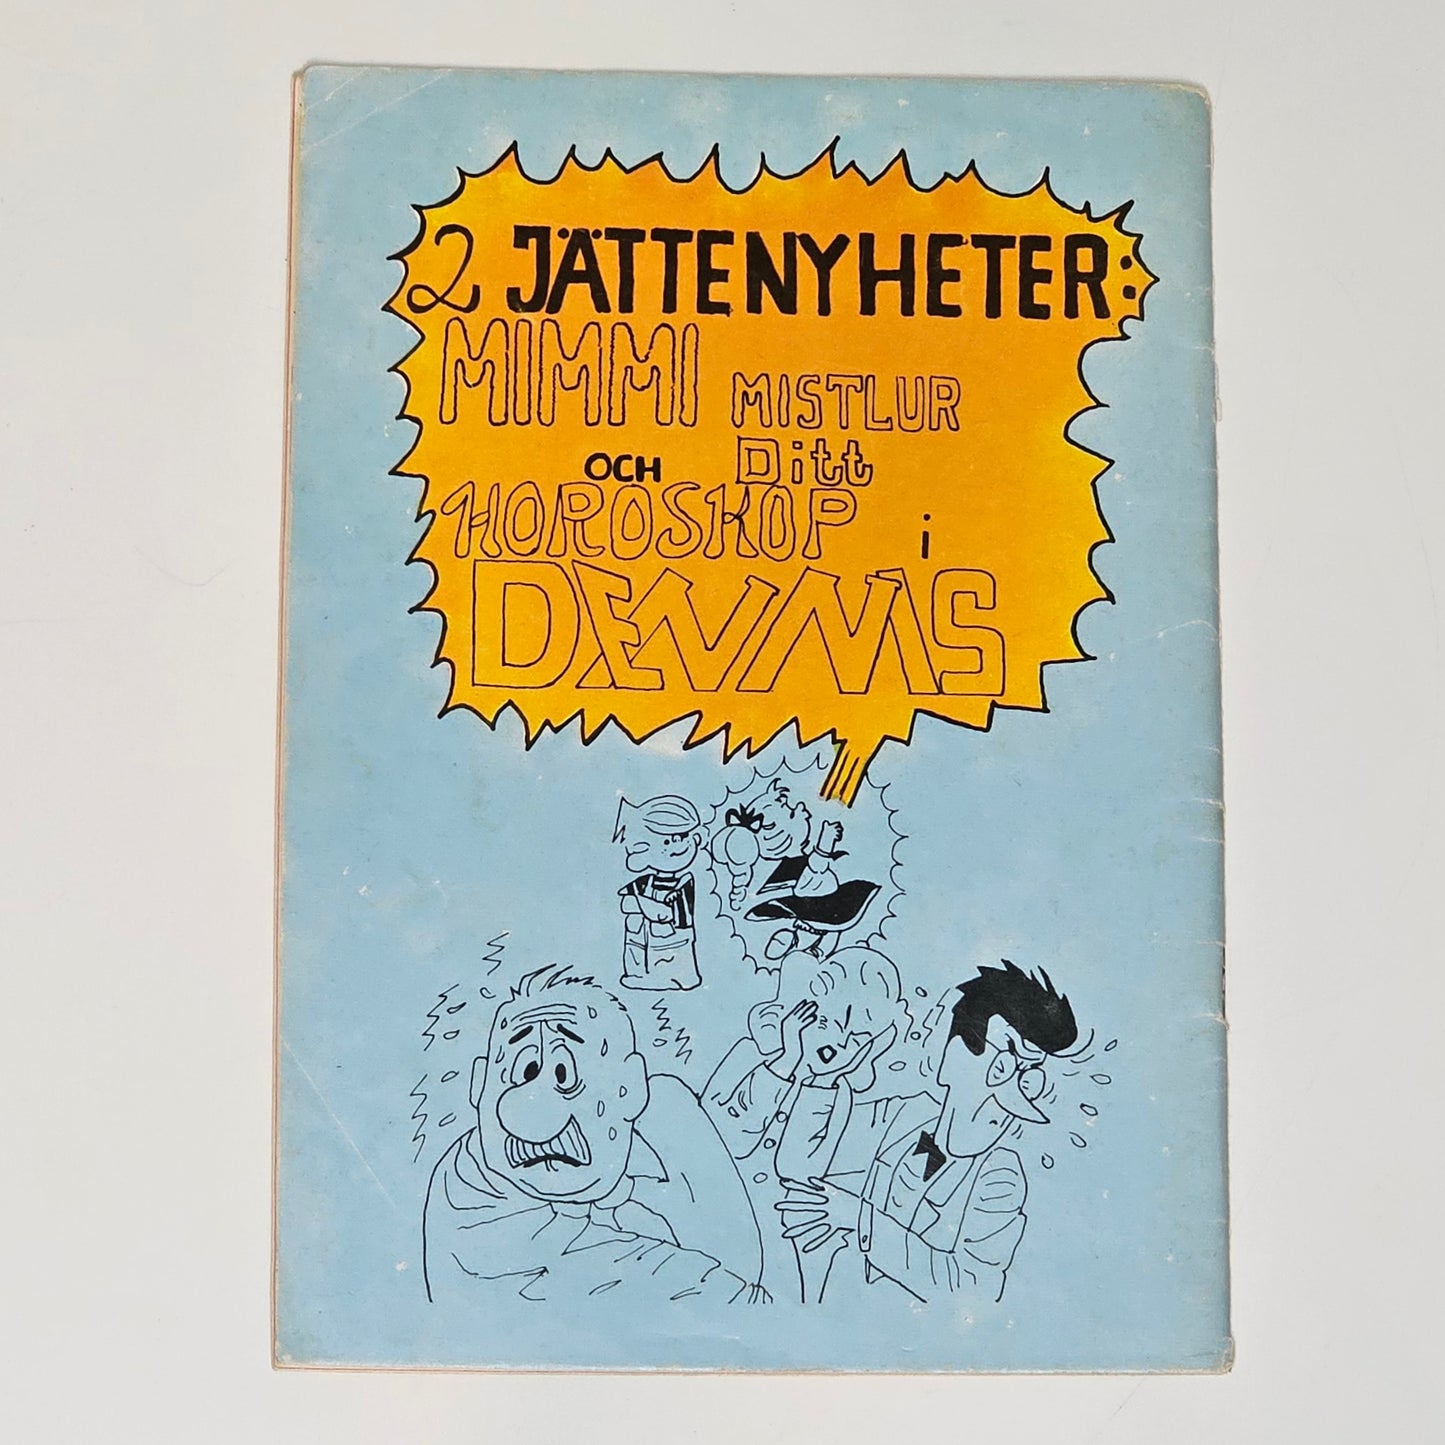 2 JÄTTENYHETER:
MIMMI MISTLUR
OCH Ditt
HOROSKOP i
DENNIS